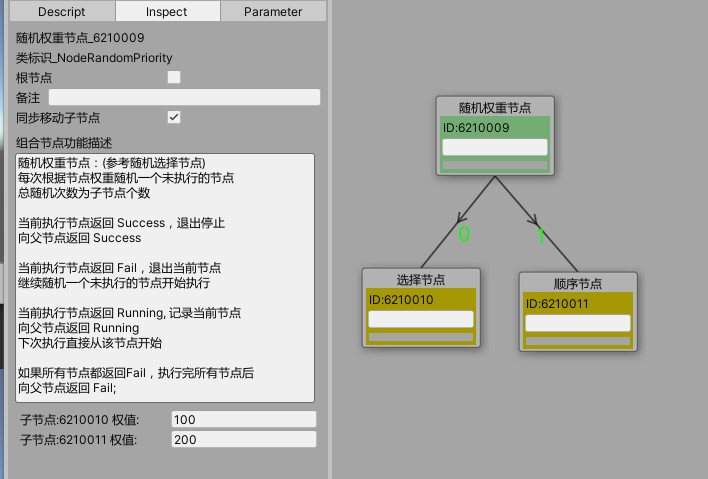 Descript
Inspect
Parameter
随机权重节点_6210009
类标识_NodeRandomPriority
根节点
备注
同步移动子节点
组合节点功能描述
随机权重节点：(参考随机选择节点)
每次根据节点权重随机一个未执行的节点
总随机次数为子节点个数
当前执行节点返回 Success，退出停止
向父节点返回 Success
当前执行节点返回 Fail，退出当前节点
继续随机一个未执行的节点开始执行
当前执行节点返回 Running, 记录当前节点
向父节点返回 Running
下次执行直接从该节点开始
如果所有节点都返回Fail，执行完所有节点后
向父节点返回 Fail;
子节点:6210010 权值:
100
子节点:6210011 权值:
200
随机权重节点
ID:6210009
0
1
选择节点
ID:6210010
顺序节点
ID:6210011